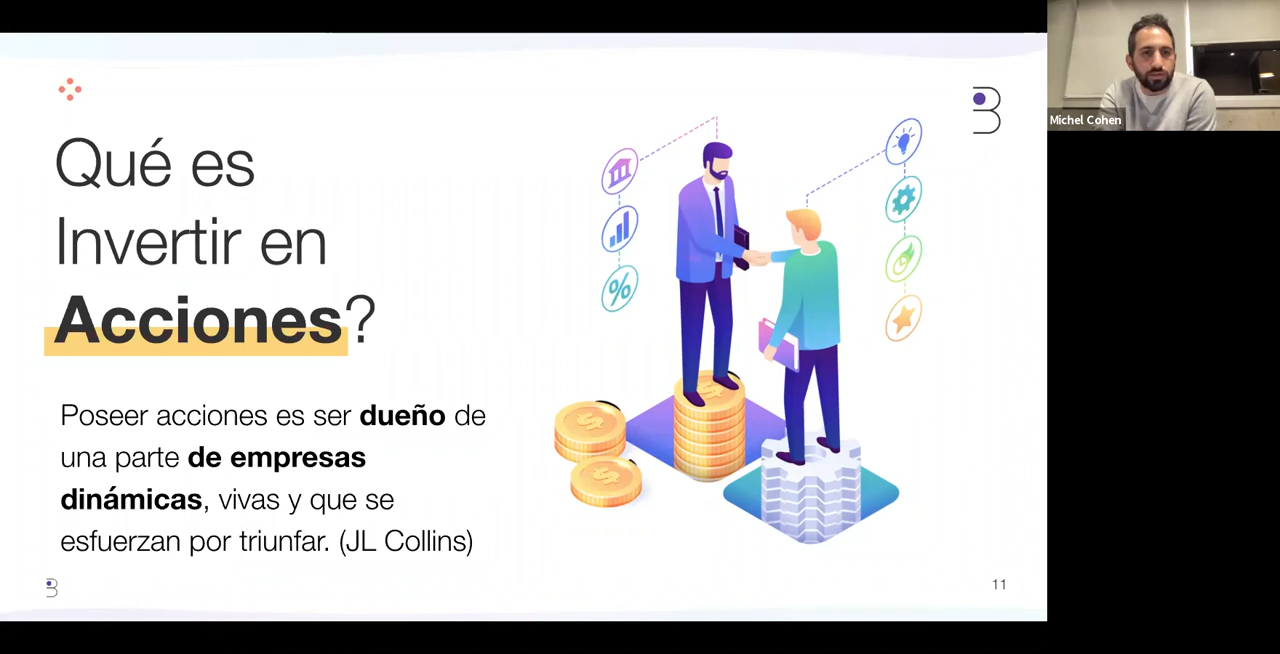 Qué es
Invertir en
Acciones?
Poseer acciones es ser dueño de
una parte de empresas
dinámicas, vivas y que se
esfuerzan por triunfar. (JL Collins)
11
%
Michel Cohen